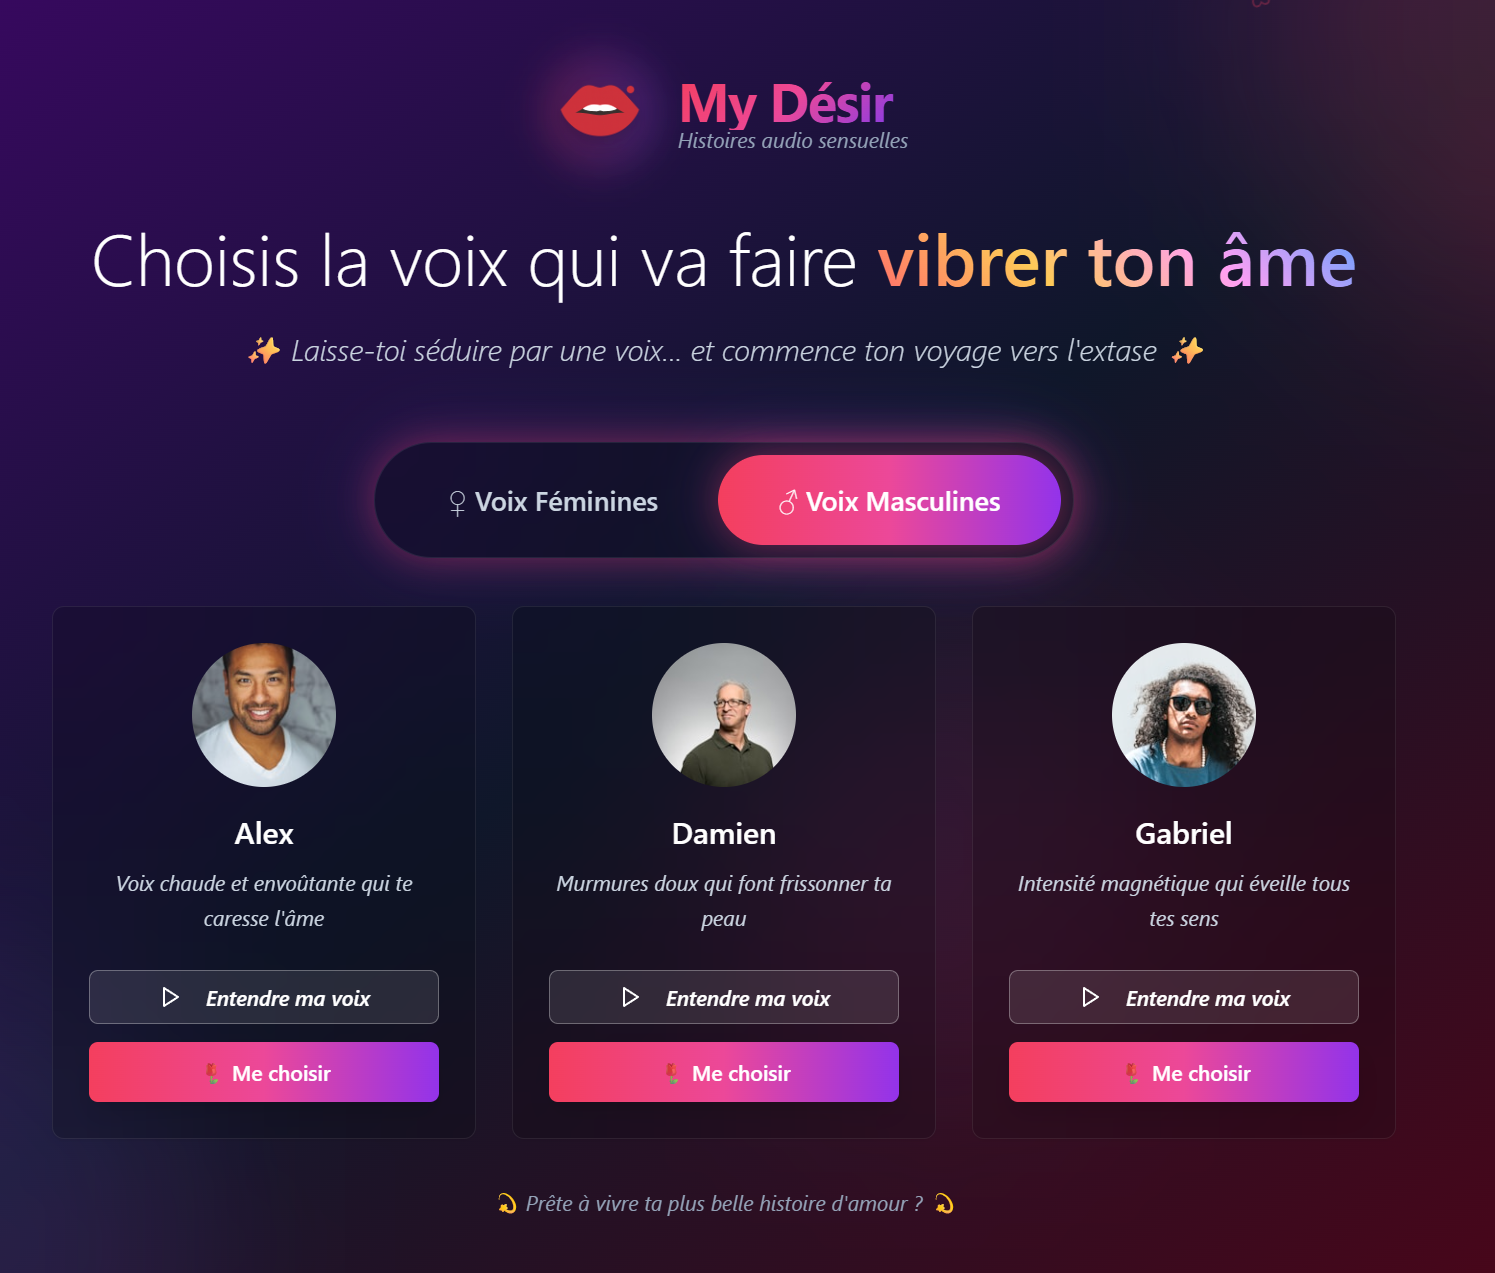 My Désir
Histoires audio sensuelles
Choisis la voix qui va faire vibrer ton âme
✨ Laisse-toi séduire par une voix... et commence ton voyage vers l'extase ✨
♀ Voix Féminines
♂ Voix Masculines
Alex
Voix chaude et envoûtante qui te
caresse l'âme
Entendre ma voix
🌹 Me choisir
Damien
Murmures doux qui font frissonner ta
peau
Entendre ma voix
🌹 Me choisir
Gabriel
Intensité magnétique qui éveille tous
tes sens
Entendre ma voix
🌹 Me choisir
💫 Prête à vivre ta plus belle histoire d'amour ? 💫